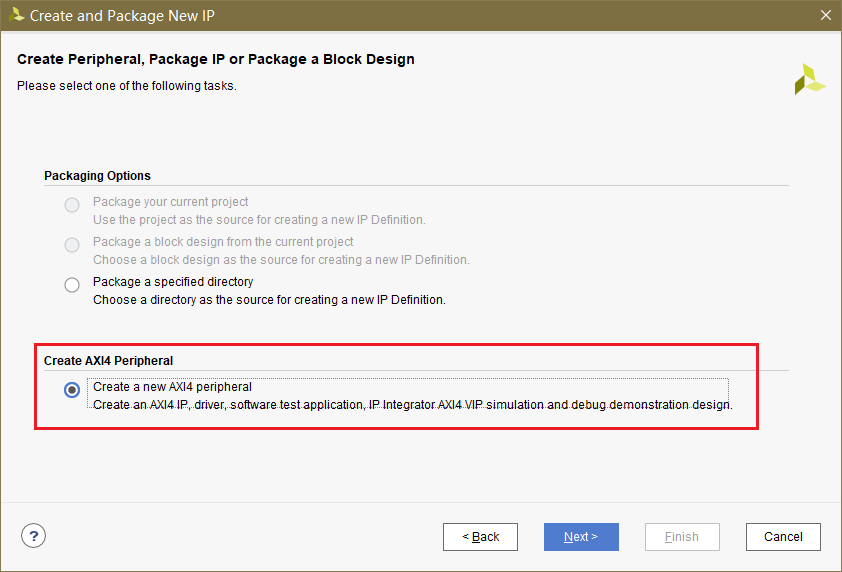 Create and Package New IP
Create Peripheral, Package IP or Package a Block Design
Please select one of the following tasks.
Packaging Options
Package your current project
Use the project as the source for creating a new IP Definition.
Package a block design from the current project
Choose a block design as the source for creating a new IP Definition.
Package a specified directory
Choose a directory as the source for creating a new IP Definition.
Create AXI4 Peripheral
Create a new AXI4 peripheral
Create an AXI4 IP, driver, software test application, IP Integrator AXI4 VIP simulation and debug demonstration design.
? < Back Next > Finish Cancel